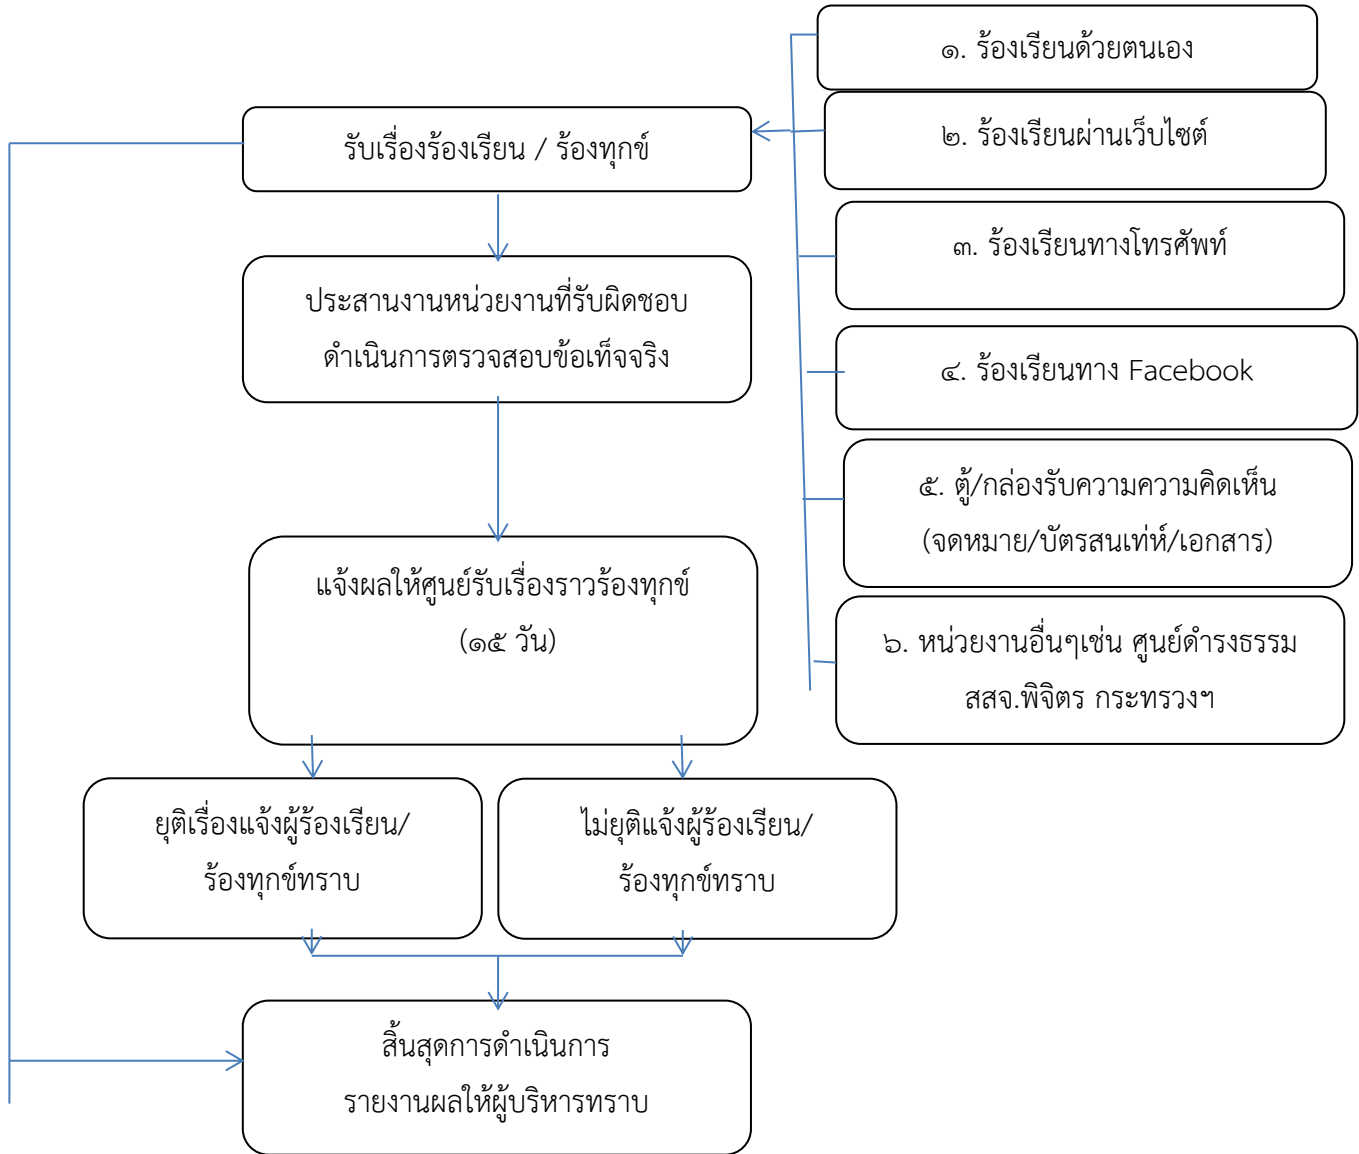 ๑. ร้องเรียนด้วยตนเอง
รับเรื่องร้องเรียน / ร้องทุกข์
๒. ร้องเรียนผ่านเว็บไซต์
๓. ร้องเรียนทางโทรศัพท์
ประสานงานหน่วยงานที่รับผิดชอบ
ดำเนินการตรวจสอบข้อเท็จจริง
๔. ร้องเรียนทาง Facebook
๕. ตู้/กล่องรับความความคิดเห็น
(จดหมาย/บัตรสนเท่ห์/เอกสาร)
แจ้งผลให้ศูนย์รับเรื่องราวร้องทุกข์
(๑๕ วัน)
๖. หน่วยงานอื่นๆเช่น ศูนย์ดำรงธรรม
สสจ.พิจิตร กระทรวงฯ
ยุติเรื่องแจ้งผู้ร้องเรียน/
ร้องทุกข์ทราบ
ไม่ยุติแจ้งผู้ร้องเรียน/
ร้องทุกข์ทราบ
สิ้นสุดการดำเนินการ
รายงานผลให้ผู้บริหารทราบ